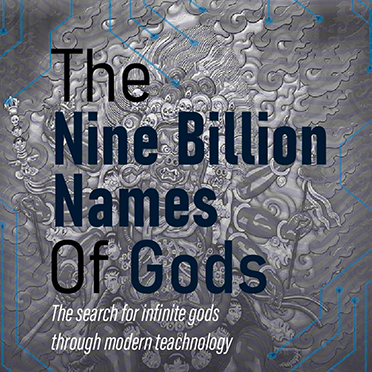 The
Nine Billion
Names
Of Gods
The search for infinite gods
through modern teachnology